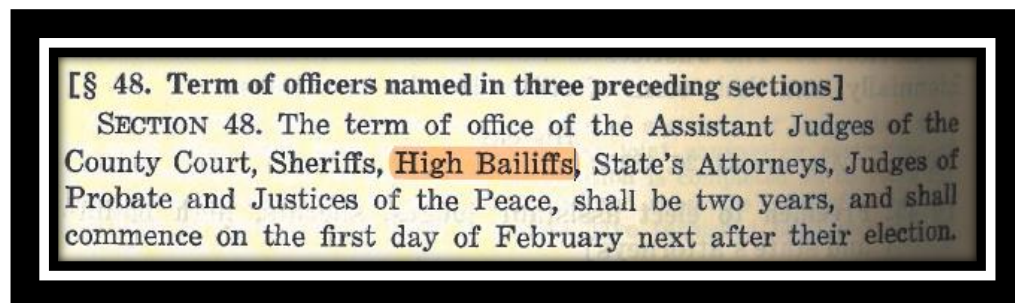 [§ 48. Term of officers named in three preceding sections]
SECTION 48. The term of office of the Assistant Judges of the
County Court, Sheriffs, High Bailiffs, State's Attorneys, Judges of
Probate and Justices of the Peace, shall be two years, and shall
commence on the first day of February next after their election.